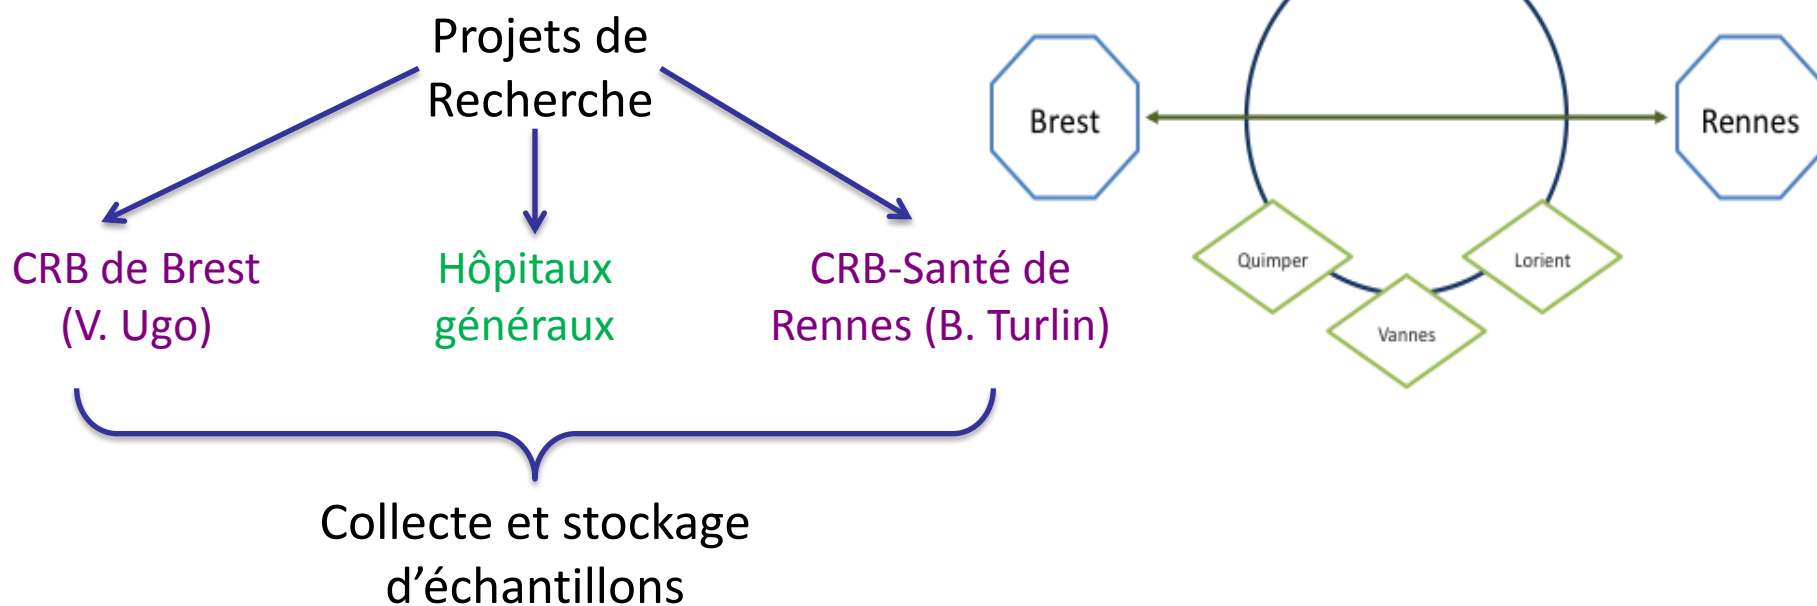 Projets de
Recherche
CRB de Brest
(V. Ugo)
Hôpitaux
généraux
CRB-Santé de
Rennes (B. Turlin)
Collecte et stockage
d’échantillons
Brest
Rennes
Quimper
Lorient
Vannes